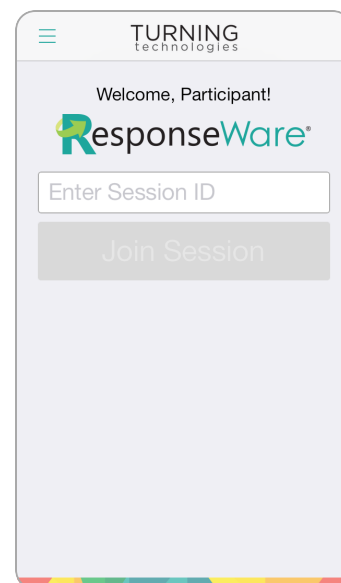 TURNING
technologies
Welcome, Participant!
ResponseWare®
Enter Session ID
Join Session